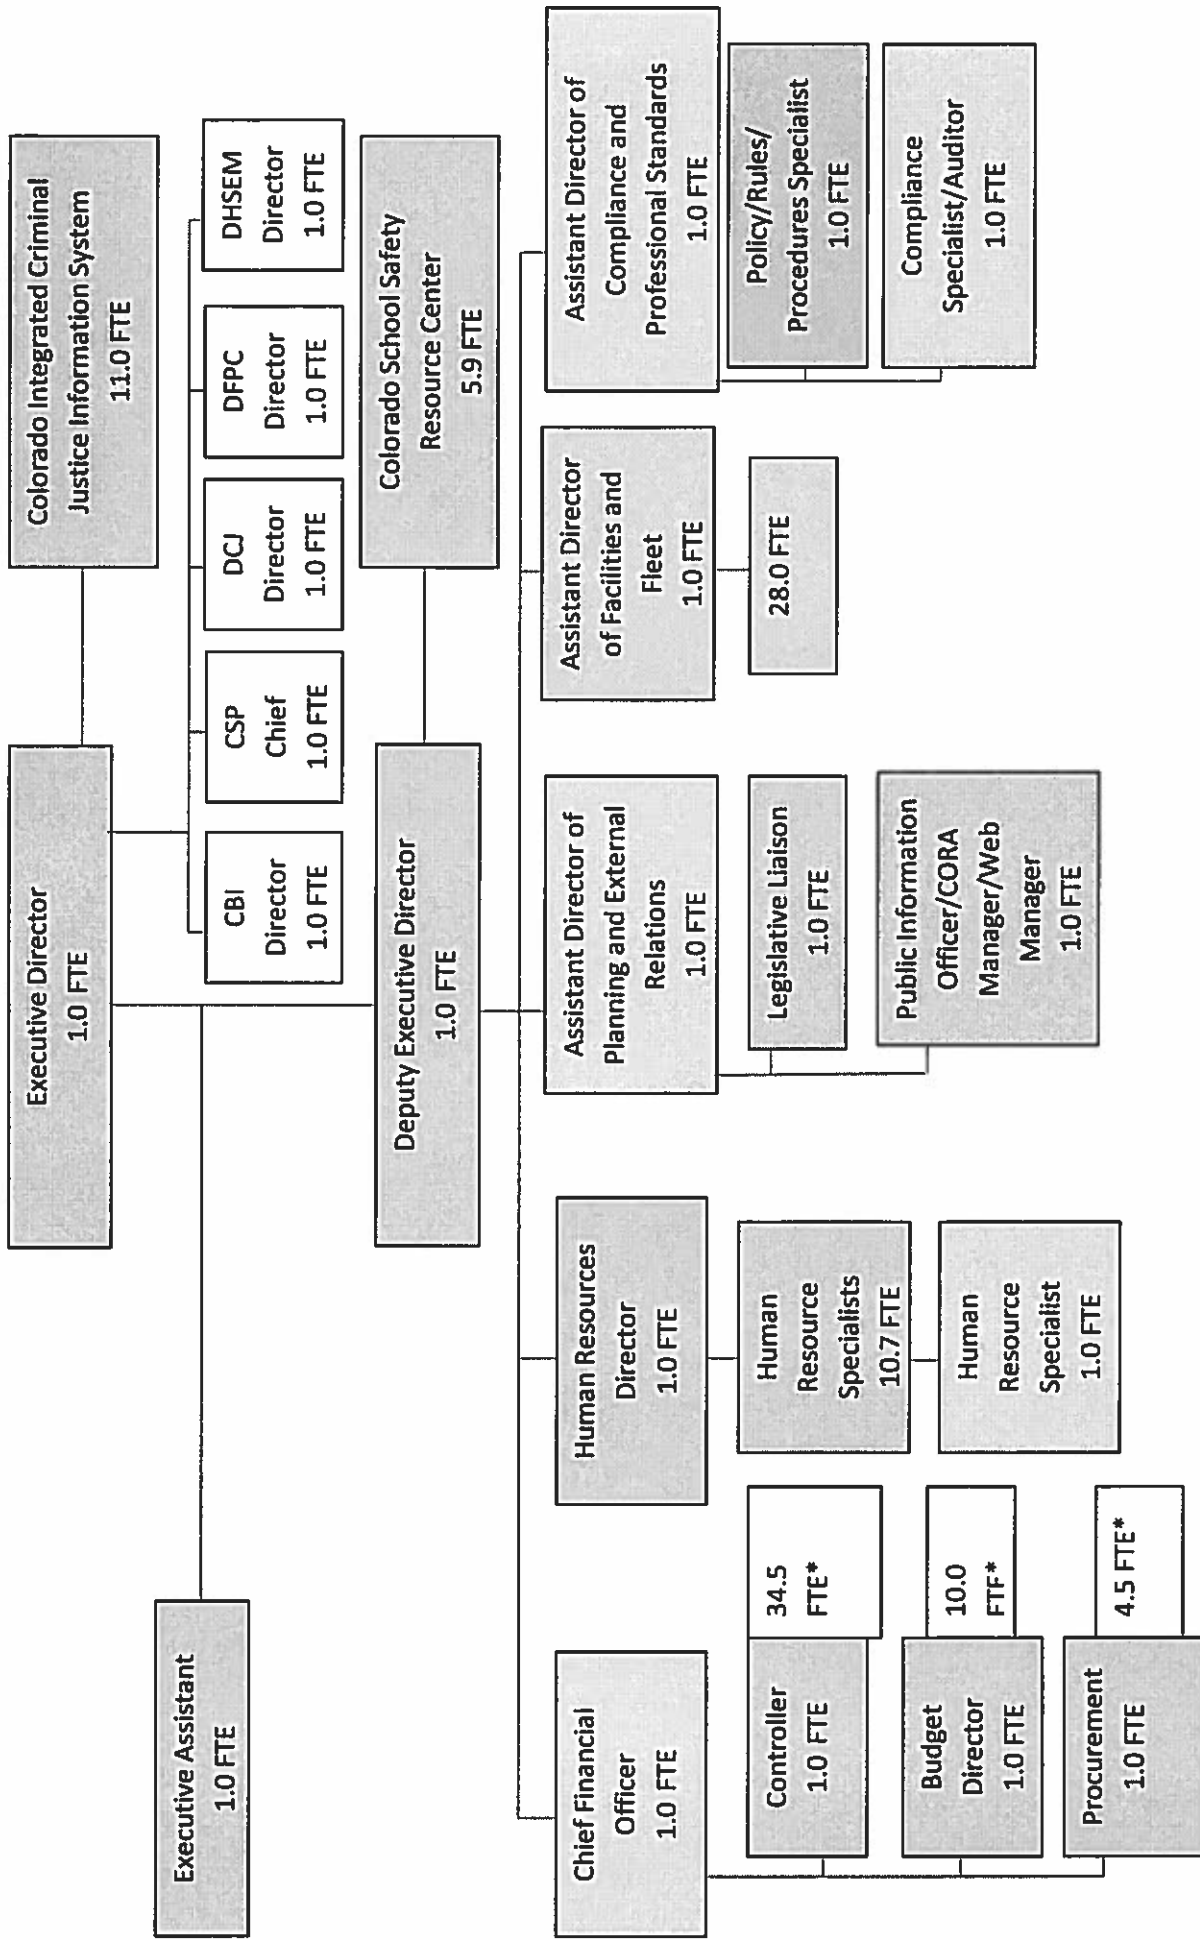 Executive Director
1.0 FTE
Colorado Integrated Criminal
Justice Information System
11.0 FTE
Executive Assistant
1.0 FTE
CBI
Director
1.0 FTE
CSP
Chief
1.0 FTE
DCJ
Director
1.0 FTE
DFPC
Director
1.0 FTE
DHSEM
Director
1.0 FTE
Deputy Executive Director
1.0 FTE
Colorado School Safety
Resource Center
5.9 FTE
Chief Financial
Officer
1.0 FTE
Controller
1.0 FTE
34.5
FTE*
Budget
Director
1.0 FTE
10.0
FTF*
Procurement
1.0 FTE
4.5 FTE*
Human Resources
Director
1.0 FTE
Human
Resource
Specialists
10.7 FTE
Human
Resource
Specialist
1.0 FTE
Assistant Director of
Planning and External
Relations
1.0 FTE
Legislative Liaison
1.0 FTE
Public Information
Officer/CORA
Manager/Web
Manager
1.0 FTE
Assistant Director
of Facilities and
Fleet
1.0 FTE
28.0 FTE
Assistant Director of
Compliance and
Professional Standards
1.0 FTE
Policy/Rules/
Procedures Specialist
1.0 FTE
Compliance
Specialist/Auditor
1.0 FTE